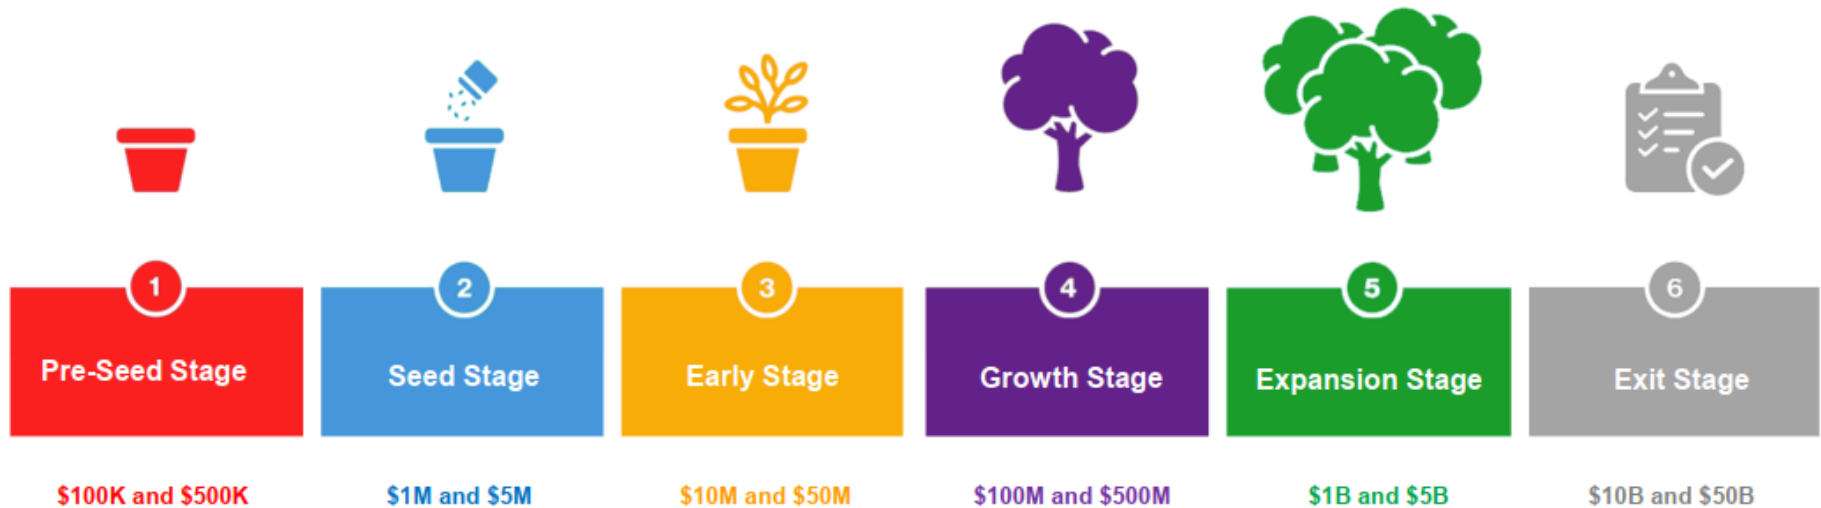 1
2
3
4
5
6
Pre-Seed Stage
Seed Stage
Early Stage
Growth Stage
Expansion Stage
Exit Stage
$100K and $500K
$1M and $5M
$10M and $50M
$100M and $500M
$1B and $5B
$10B and $50B